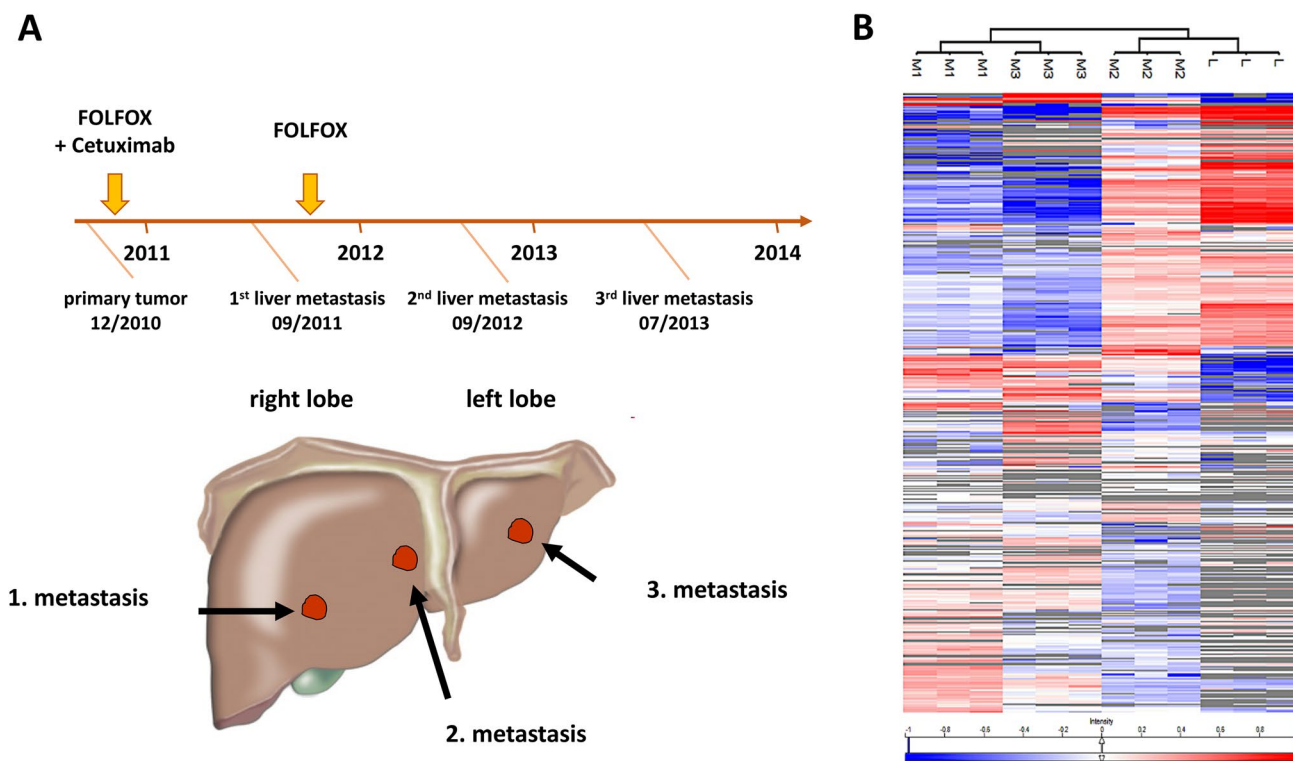 A
B
FOLFOX
+ Cetuximab
FOLFOX
2011
2012
2013
2014
primary tumor
12/2010
1st liver metastasis
09/2011
2nd liver metastasis
09/2012
3rd liver metastasis
07/2013
right lobe
left lobe
1. metastasis
2. metastasis
3. metastasis
M1 M1 M1 M3 M3 M3 M2 M2 M2 L L L
Intensity
-1 -0,8 -0,6 -0,4 -0,2 0 0,2 0,4 0,6 0,8